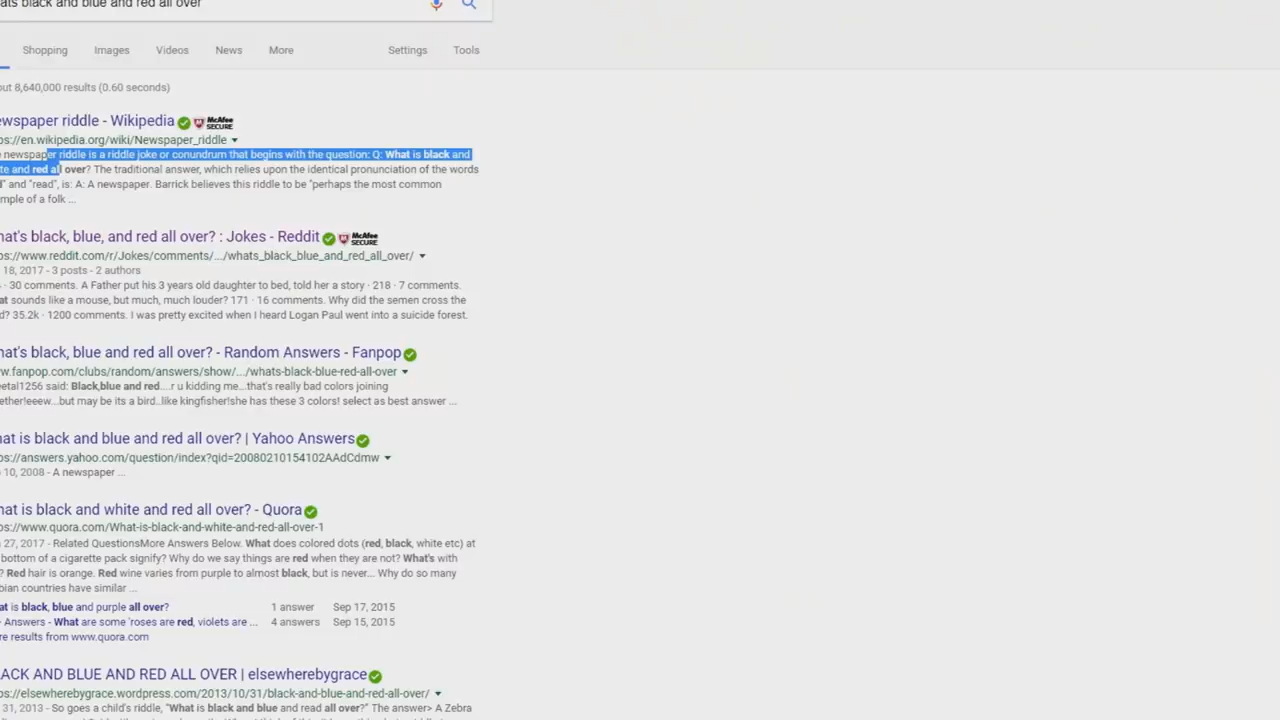 ats black and blue and red all over
Shopping Images Videos News More Settings Tools
out 8,640,000 results (0.60 seconds)
ewspaper riddle - Wikipedia McAfee SECURE
ps://en.wikipedia.org/wiki/Newspaper_riddle
e newspaper riddle is a riddle joke or conundrum that begins with the question: Q: What is black and
te and red all over? The traditional answer, which relies upon the identical pronunciation of the words
d" and "read", is: A: A newspaper. Barrick believes this riddle to be "perhaps the most common
mple of a folk ...
hat's black, blue, and red all over? : Jokes - Reddit McAfee SECURE
ps://www.reddit.com/r/Jokes/comments/.../whats_black_blue_and_red_all_over/
18, 2017 - 3 posts - 2 authors
· 30 comments. A Father put his 3 years old daughter to bed, told her a story · 218 · 7 comments.
at sounds like a mouse, but much, much louder? 171 · 16 comments. Why did the semen cross the
d? 35.2k · 1200 comments. I was pretty excited when I heard Logan Paul went into a suicide forest.
hat's black, blue and red all over? - Random Answers - Fanpop
w.fanpop.com/clubs/random/answers/show/.../whats-black-blue-red-all-over
eetal1256 said: Black,blue and red....r u kidding me...that's really bad colors joining
ether!eeew...but may be its a bird..like kingfisher!she has these 3 colors! select as best answer ...
hat is black and blue and red all over? | Yahoo Answers
ps://answers.yahoo.com/question/index?qid=20080210154102AAdCdmw
10, 2008 - A newspaper ...
hat is black and white and red all over? - Quora
ps://www.quora.com/What-is-black-and-white-and-red-all-over-1
27, 2017 - Related QuestionsMore Answers Below. What does colored dots (red, black, white etc) at
bottom of a cigarette pack signify? Why do we say things are red when they are not? What's with
? Red hair is orange. Red wine varies from purple to almost black, but is never... Why do so many
bian countries have similar ...
at is black, blue and purple all over? 1 answer Sep 17, 2015
- Answers - What are some 'roses are red, violets are ... 4 answers Sep 15, 2015
re results from www.quora.com
ACK AND BLUE AND RED ALL OVER | elsewherebygrace
ps://elsewherebygrace.wordpress.com/2013/10/31/black-and-blue-and-red-all-over/
31, 2013 - So goes a child's riddle, "What is black and blue and read all over?" The answer> A Zebra